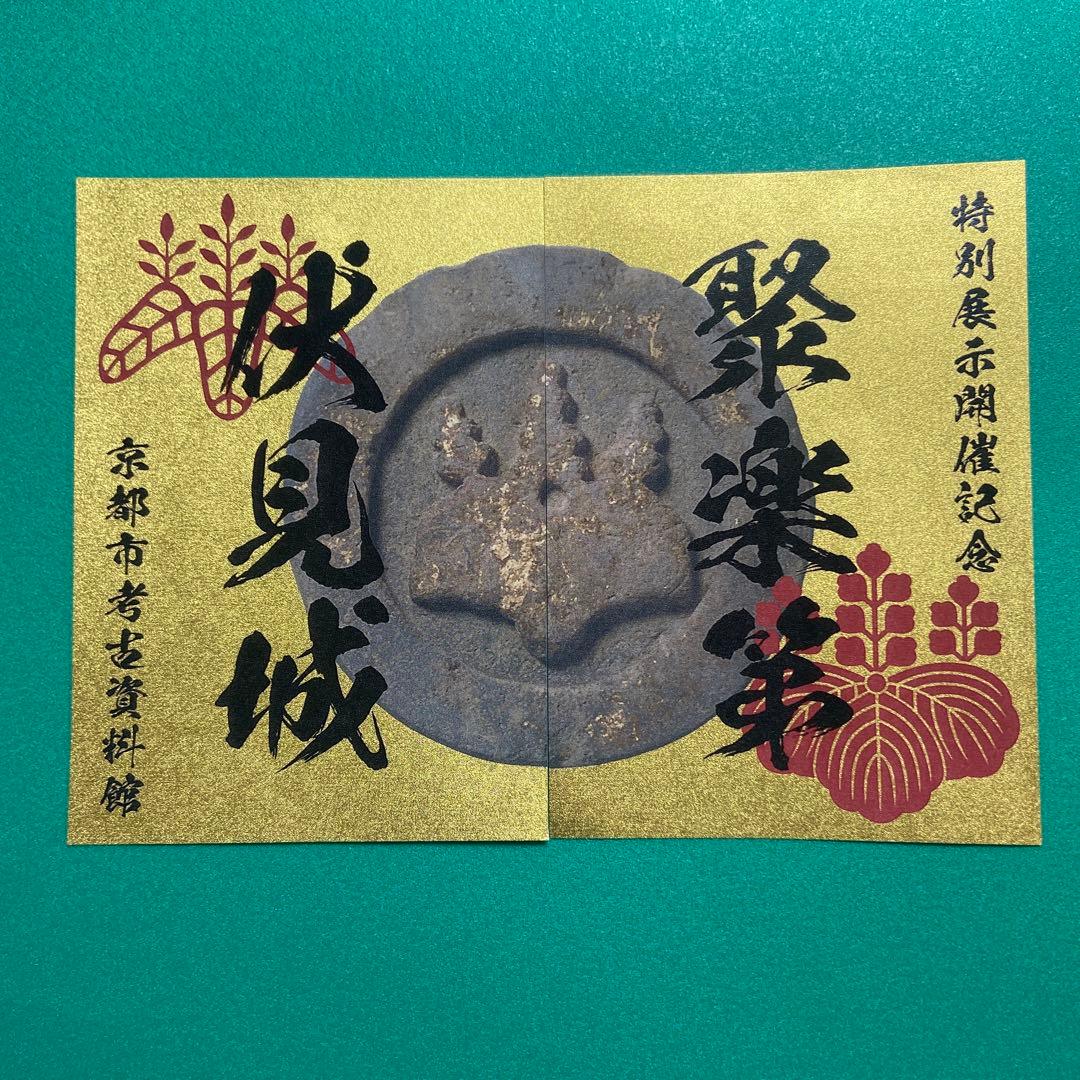 特別展示開催記念
聚楽第
伏見城
京都市考古資料館